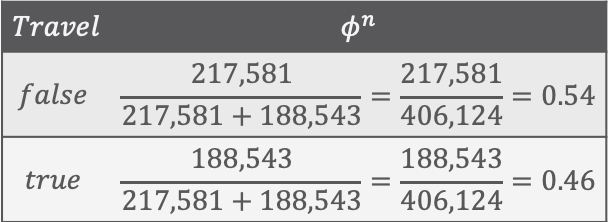 Travel ϕⁿ
false 217,581 / 217,581 + 188,543 = 217,581 / 406,124 = 0.54
true 188,543 / 217,581 + 188,543 = 188,543 / 406,124 = 0.46